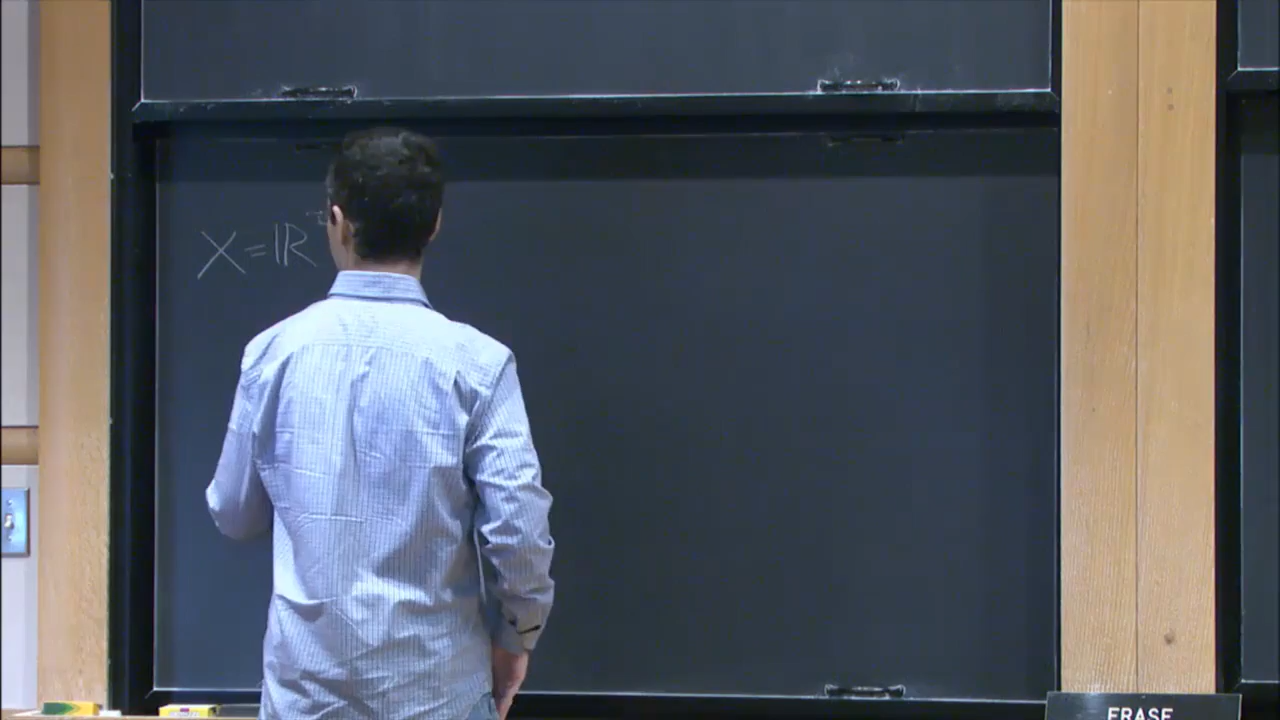 X = ℝ
ERASE